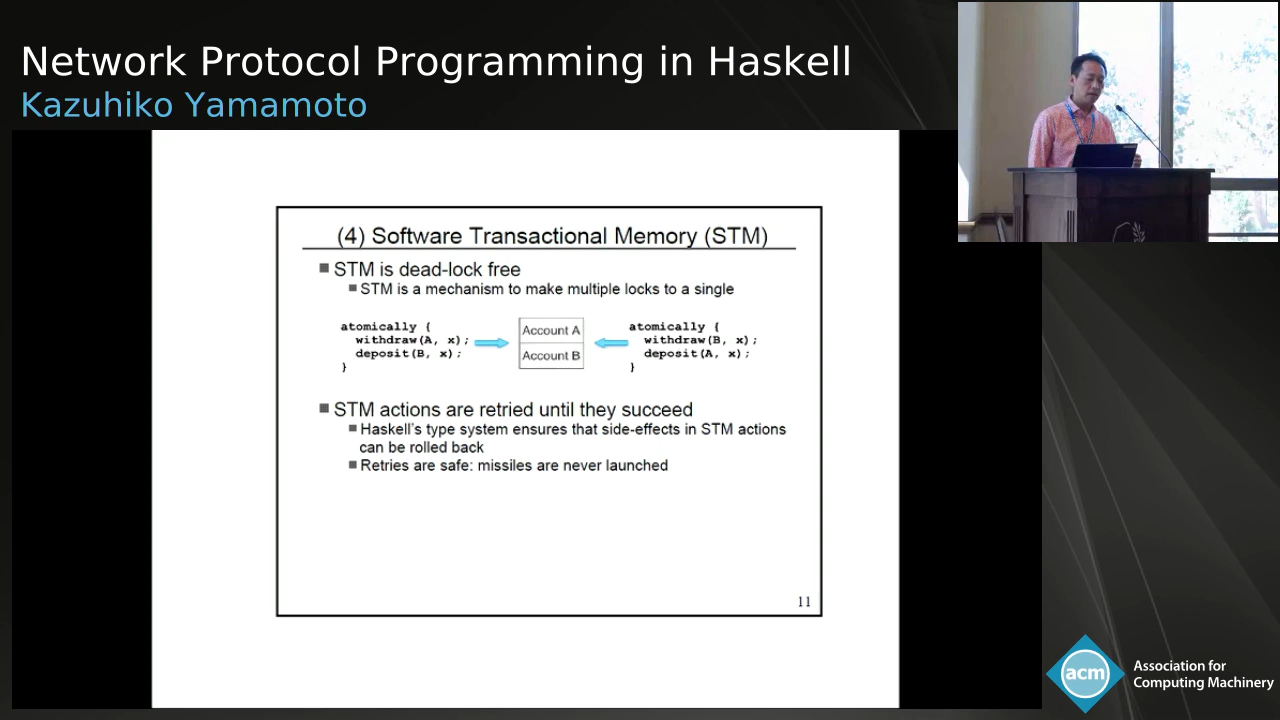 Network Protocol Programming in Haskell
Kazuhiko Yamamoto
(4) Software Transactional Memory (STM)
STM is dead-lock free
STM is a mechanism to make multiple locks to a single
atomically {
withdraw(A, x);
deposit(B, x);
}
Account A
Account B
atomically {
withdraw(B, x);
deposit(A, x);
}
STM actions are retried until they succeed
Haskell's type system ensures that side-effects in STM actions
can be rolled back
Retries are safe: missiles are never launched
11
acm
Association for
Computing Machinery